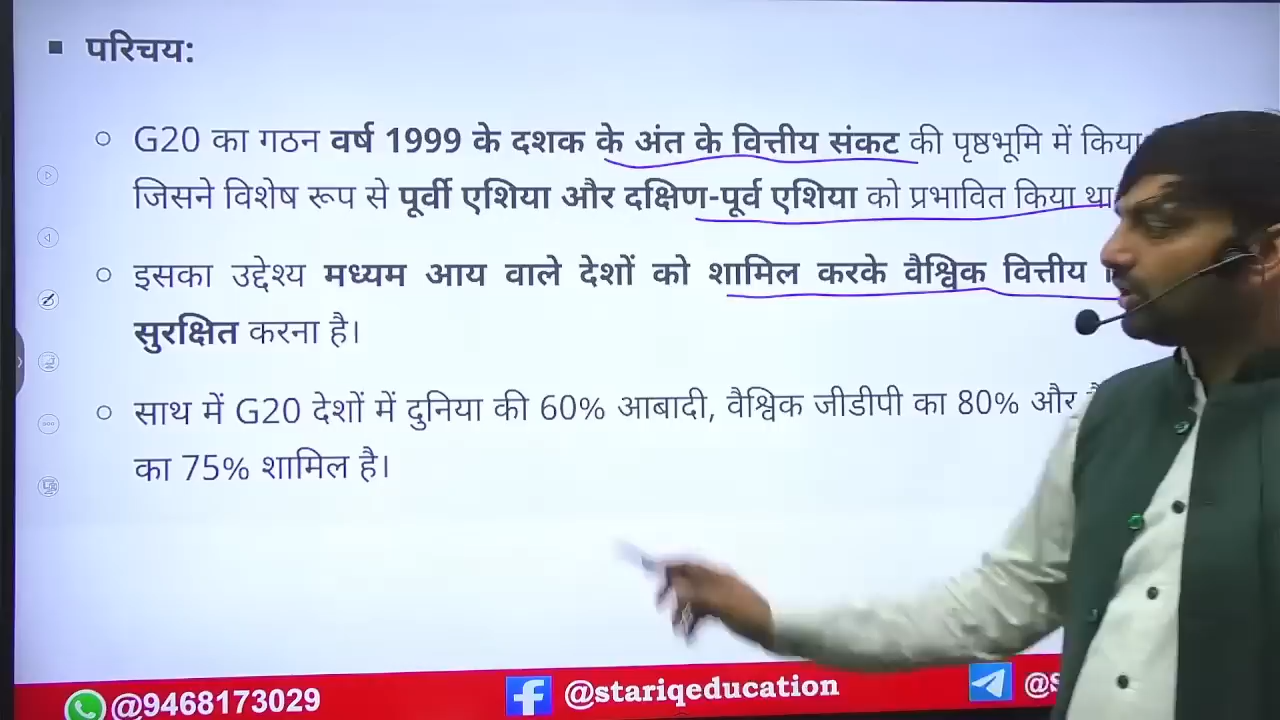 परिचय:
G20 का गठन वर्ष 1999 के दशक के अंत के वित्तीय संकट की पृष्ठभूमि में किया
जिसने विशेष रूप से पूर्वी एशिया और दक्षिण-पूर्व एशिया को प्रभावित किया था
इसका उद्देश्य मध्यम आय वाले देशों को शामिल करके वैश्विक वित्तीय
सुरक्षित करना है।
साथ में G20 देशों में दुनिया की 60% आबादी, वैश्विक जीडीपी का 80% और
का 75% शामिल है।
@9468173029 @stariqeducation